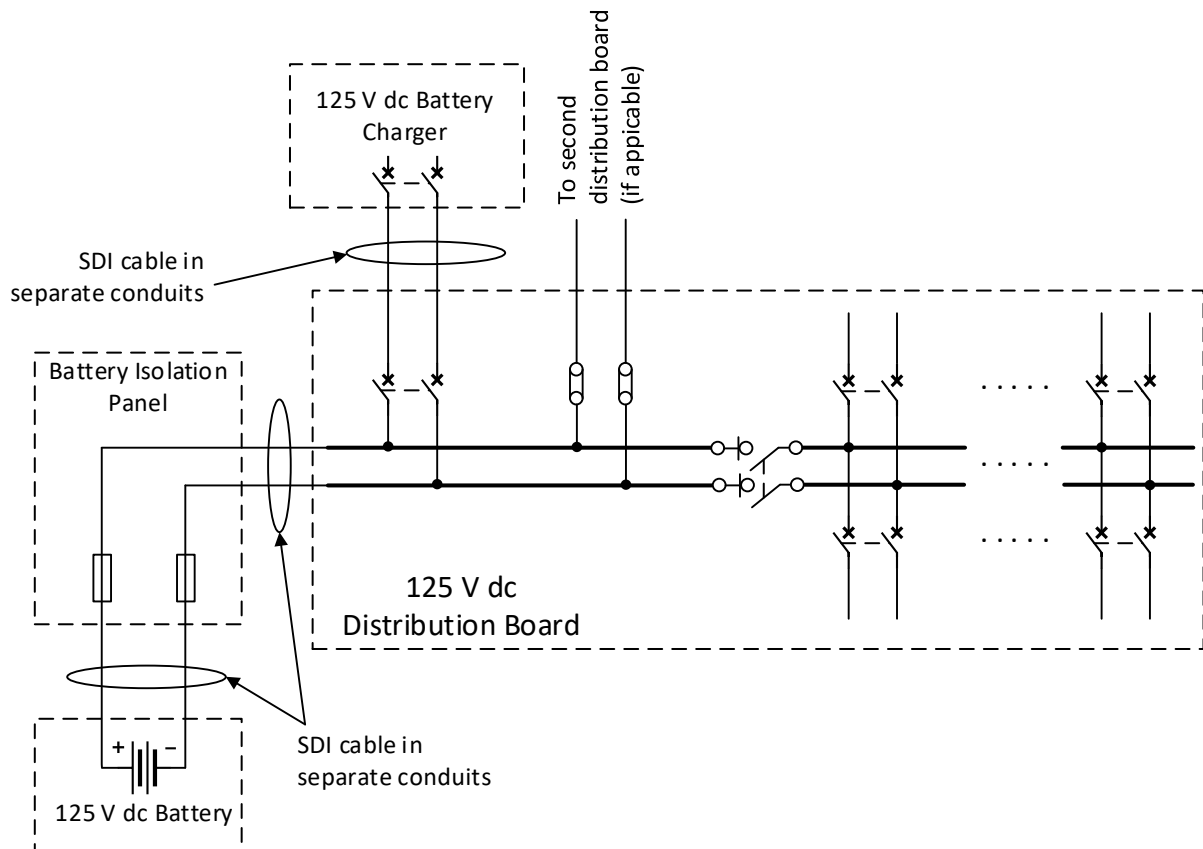 125 V dc Battery
Charger
To second
distribution board
(if appicable)
SDI cable in
separate conduits
Battery Isolation
Panel
. . . . .
. . . . .
. . . . .
125 V dc
Distribution Board
+ –
125 V dc Battery
SDI cable in
separate conduits